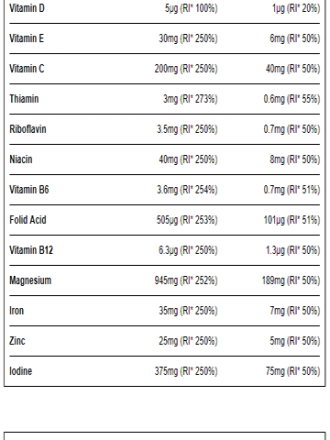 Vitamin D 5µg (RI* 100%) 1µg (RI* 20%)
Vitamin E 30mg (RI* 250%) 6mg (RI* 50%)
Vitamin C 200mg (RI* 250%) 40mg (RI* 50%)
Thiamin 3mg (RI* 273%) 0.6mg (RI* 55%)
Riboflavin 3.5mg (RI* 250%) 0.7mg (RI* 50%)
Niacin 40mg (RI* 250%) 8mg (RI* 50%)
Vitamin B6 3.6mg (RI* 254%) 0.7mg (RI* 51%)
Folid Acid 505µg (RI* 253%) 101µg (RI* 51%)
Vitamin B12 6.3µg (RI* 250%) 1.3µg (RI* 50%)
Magnesium 945mg (RI* 252%) 189mg (RI* 50%)
Iron 35mg (RI* 250%) 7mg (RI* 50%)
Zinc 25mg (RI* 250%) 5mg (RI* 50%)
Iodine 375mg (RI* 250%) 75mg (RI* 50%)